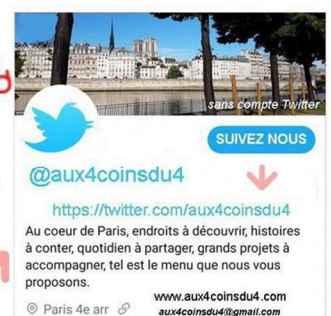 sans compte Twitter
SUIVEZ NOUS
@aux4coinsdu4
https://twitter.com/aux4coinsdu4
Au coeur de Paris, endroits à découvrir, histoires
à conter, quotidien à partager, grands projets à
accompagner, tel est le menu que nous vous
proposons.
www.aux4coinsdu4.com
Paris 4e arr
aux4coinsdu4@gmail.com